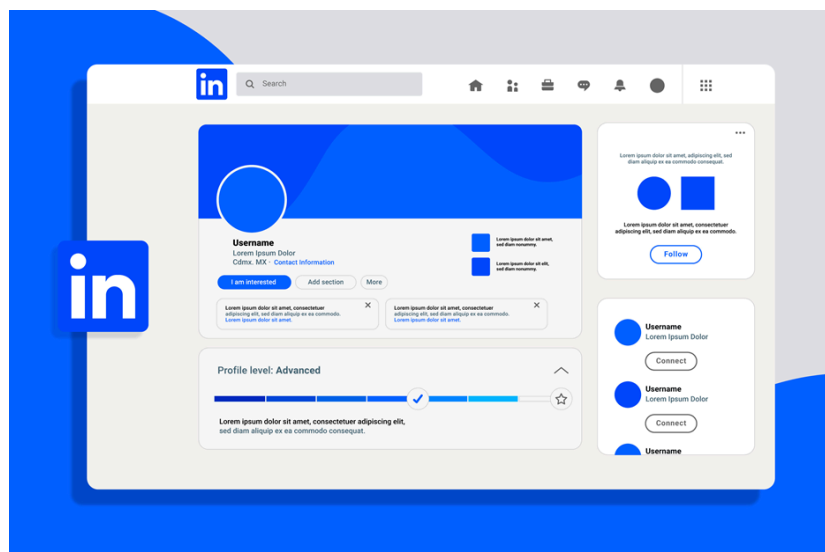 in
Search
in
Username
Lorem Ipsum Dolor
Cdmx. MX · Contact Information
I am interested
Add section
More
Lorem ipsum dolor sit amet,
sed diam nonummy.
Lorem ipsum dolor sit elit,
sed diam nonummy.
Lorem ipsum dolor sit amet, consectetuer
adipiscing elit, sed diam aliquip ex ea commodo.
Lorem ipsum dolor sit amet.
Lorem ipsum dolor sit amet, consectetuer
adipiscing elit, sed diam aliquip ex ea commodo.
Lorem ipsum dolor sit amet.
Profile level: Advanced
Lorem ipsum dolor sit amet, consectetuer adipiscing elit,
sed diam aliquip ex ea commodo consequat.
Lorem ipsum dolor sit amet, adipiscing elit, sed
diam aliquip ex ea commodo consequat.
Lorem ipsum dolor sit amet, consectetuer
adipiscing elit, sed diam aliquip ex ea commodo.
Follow
Username
Lorem Ipsum Dolor
Connect
Username
Lorem Ipsum Dolor
Connect
Username